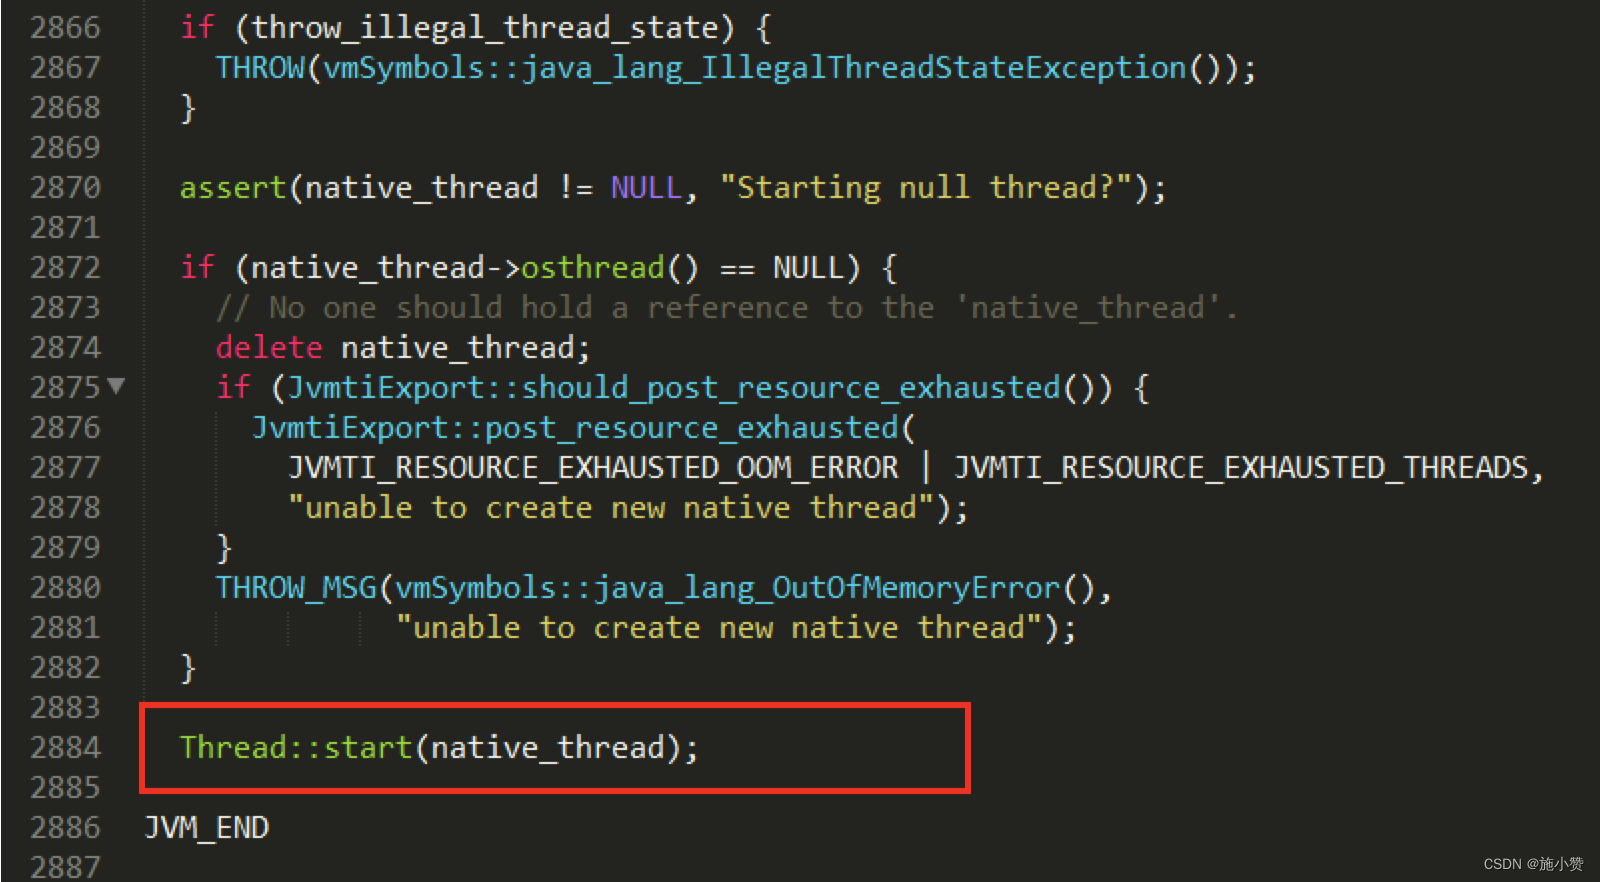 2866 if (throw_illegal_thread_state) {
2867 THROW(vmSymbols::java_lang_IllegalThreadStateException());
2868 }
2869
2870 assert(native_thread != NULL, "Starting null thread?");
2871
2872 if (native_thread->osthread() == NULL) {
2873 // No one should hold a reference to the 'native_thread'.
2874 delete native_thread;
2875 if (JvmtiExport::should_post_resource_exhausted()) {
2876 JvmtiExport::post_resource_exhausted(
2877 JVMTI_RESOURCE_EXHAUSTED_OOM_ERROR | JVMTI_RESOURCE_EXHAUSTED_THREADS,
2878 "unable to create new native thread");
2879 }
2880 THROW_MSG(vmSymbols::java_lang_OutOfMemoryError(),
2881 "unable to create new native thread");
2882 }
2883
2884 Thread::start(native_thread);
2885
2886 JVM_END
2887
CSDN @施小赞